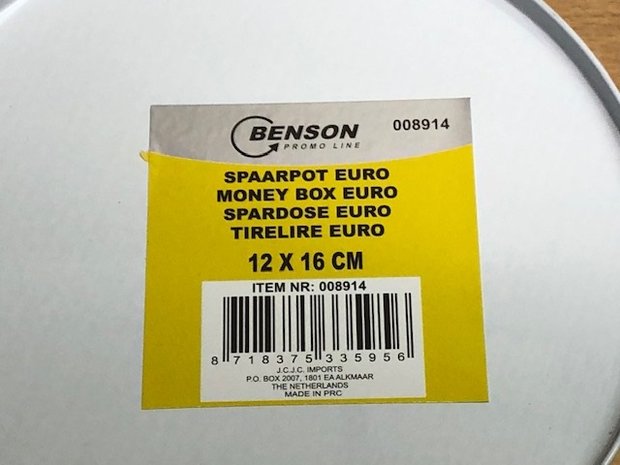 BENSON
PROMO LINE
008914
SPAARPOT EURO
MONEY BOX EURO
SPARDOSE EURO
TIRELIRE EURO
12 X 16 CM
ITEM NR: 008914
8 718375 335956
J.C.J.C. IMPORTS
P.O. BOX 2007, 1801 EA ALKMAAR
THE NETHERLANDS
MADE IN PRC